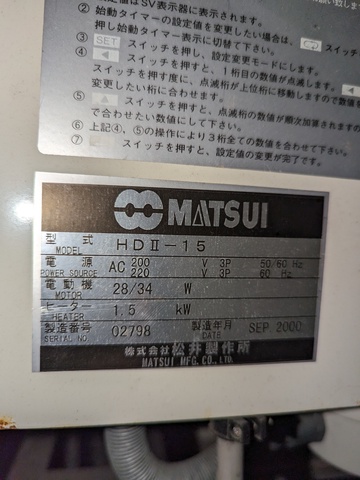 定値はSV表示器に表示されます。
② 始動タイマーの設定値を変更したい場合は、 スイッチを
押し始動タイマー表示に切替て下さい。
③ SET スイッチを押し、設定変更モードにします。
④ ◀ スイッチを押すと、1桁目の数値が点滅します。
スイッチを押す度に、点滅桁が上位桁に移動しますので数値
変更したい桁に合わせます。
⑤ ▲ スイッチを押すと、点滅桁の数値が順次加算されますので
で合わせたい数値にして下さい。
⑥ 上記④、⑤の操作により3桁全ての数値を合わせて下さい。
⑦ スイッチを押すと、設定値の変更が完了です。
MATSUI
型式 MODEL HDⅡ-15
電源 POWER SOURCE AC 200 V 3P 50/60 Hz
220 V 3P 60 Hz
電動機 MOTOR 28/34 W
ヒーター HEATER 1.5 kW
製造番号 SERIAL NO 02798 製造年月 DATE SEP 2000
株式会社 松井製作所
MATSUI MFG. CO., LTD.